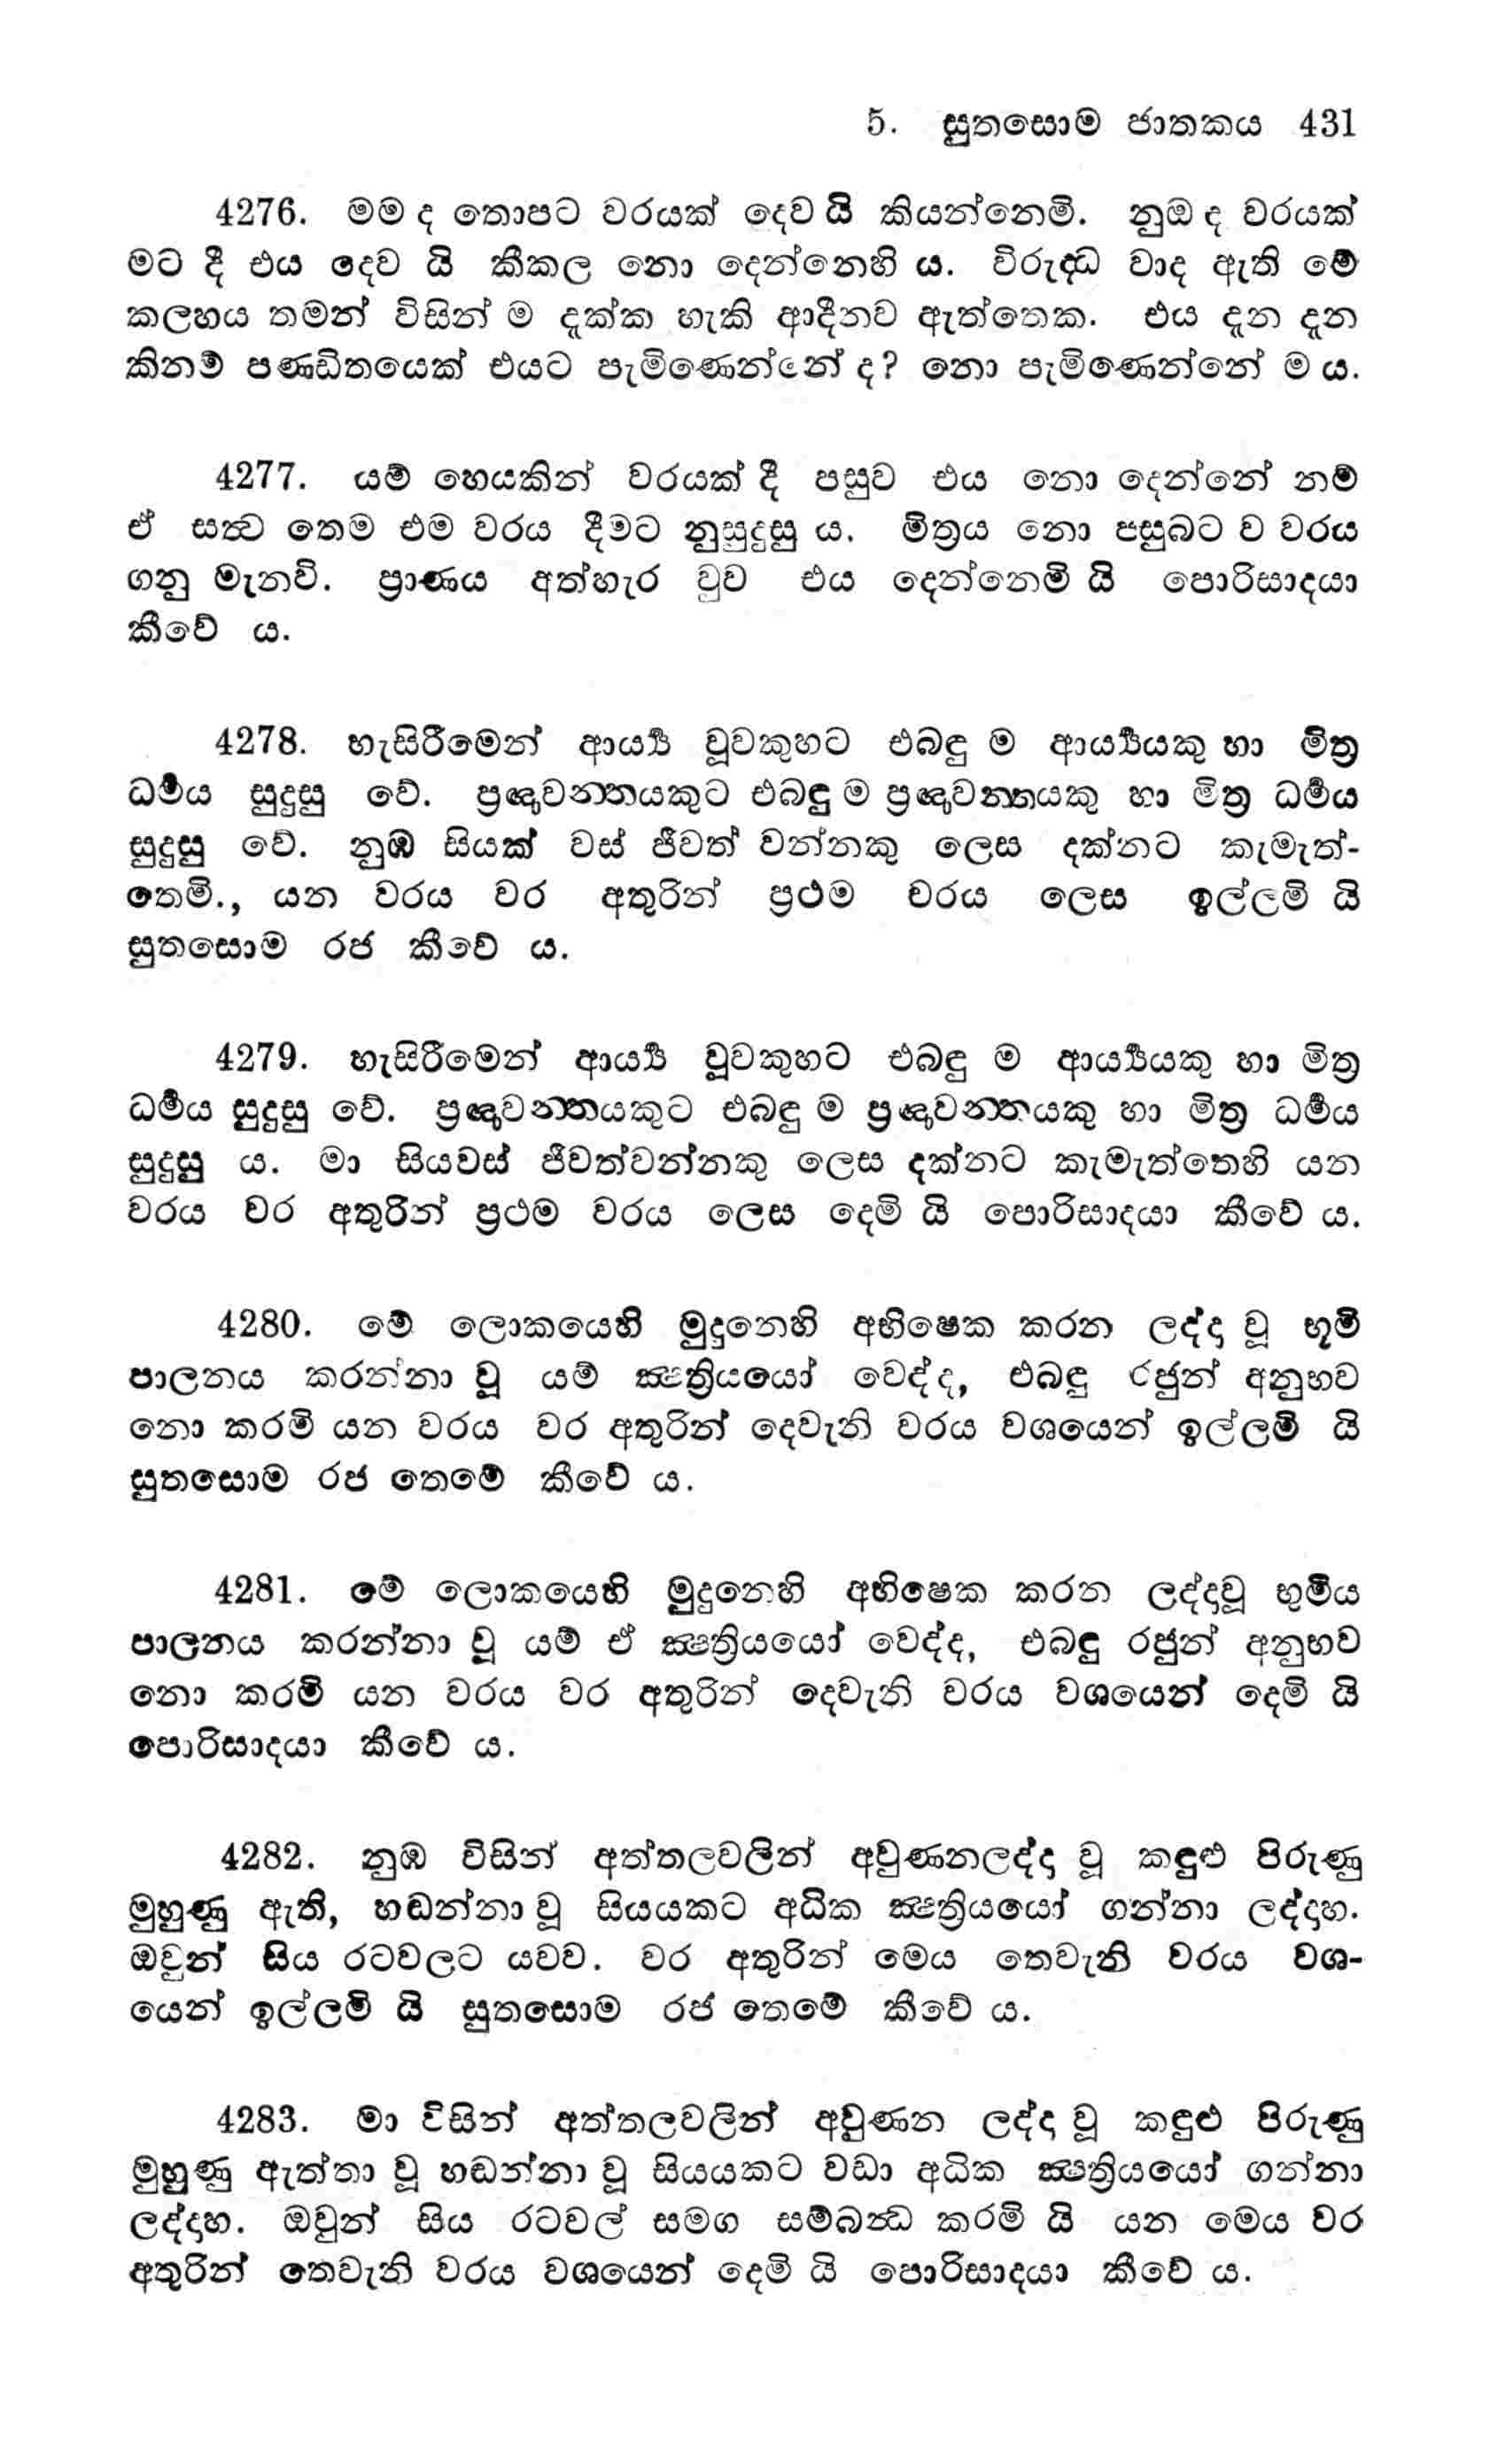 5. සුතසොම ජාතකය 431
4276. මම ද තොපට වරයක් දෙව යි කියන්නෙමි. නුඹ ද වරයක්
මට දී එය දෙව යි කීකල නො දෙන්නෙහි ය. විරුද්ධ වාද ඇති මේ
කලහය තමන් විසින් ම දැක්ක හැකි ආදීනව ඇත්තෙක. එය දැන දැන
කිනම් පණ්ඩිතයෙක් එයට පැමිණෙන්නේන් ද? නො පැමිණෙන්නේ ම ය.
4277. යම් හෙයකින් වරයක් දී පසුව එය නො දෙන්නේ නම්
ඒ සත්‍ව තෙම එම වරය දීමට නුසුදුසු ය. මිත්‍රය නො පසුබට ව වරය
ගනු මැනවි. ප්‍රාණය අත්හැර වුව එය දෙන්නෙමි යි පොරිසාදයා
කීවේ ය.
4278. හැසිරීමෙන් ආර්‍ය්‍ය වූවකුහට එබඳු ම ආර්‍ය්‍යයකු හා මිත්‍ර
ධර්‍මය සුදුසු වේ. ප්‍රඥාවන්තයකුට එබඳු ම ප්‍රඥාවන්තයකු හා මිත්‍ර ධර්‍මය
සුදුසු වේ. නුඹ සියක් වස් ජීවත් වන්නකු ලෙස දක්නට කැමැත්-
තෙමි., යන වරය වර අතුරින් ප්‍රථම වරය ලෙස ඉල්ලමි යි
සුතසොම රජ කීවේ ය.
4279. හැසිරීමෙන් ආර්‍ය්‍ය වූවකුහට එබඳු ම ආර්‍ය්‍යයකු හා මිත්‍ර
ධර්‍මය සුදුසු වේ. ප්‍රඥාවන්තයකුට එබඳු ම ප්‍රඥාවන්තයකු හා මිත්‍ර ධර්‍මය
සුදුසු ය. මා සියවස් ජීවත්වන්නකු ලෙස දක්නට කැමැත්තෙහි යන
වරය වර අතුරින් ප්‍රථම වරය ලෙස දෙමි යි පොරිසාදයා කීවේ ය.
4280. මේ ලොකයෙහි මුදුනෙහි අභිෂෙක කරන ලද්දා වූ භූමි
පාලනය කරන්නා වූ යම් ක්‍ෂත්‍රියයෝ වෙද්ද, එබඳු රජුන් අනුභව
නො කරමි යන වරය වර අතුරින් දෙවැනි වරය වශයෙන් ඉල්ලමි යි
සුතසොම රජ තෙමේ කීවේ ය.
4281. මේ ලොකයෙහි මුදුනෙහි අභිෂෙක කරන ලද්දාවූ භුමිය
පාලනය කරන්නා වූ යම් ඒ ක්‍ෂත්‍රියයෝ වෙද්ද, එබඳු රජුන් අනුභව
නො කරමි යන වරය වර අතුරින් දෙවැනි වරය වශයෙන් දෙමි යි
පොරිසාදයා කීවේ ය.
4282. නුඹ විසින් අත්තලවලින් අවුණනලද්දා වූ කඳුළු පිරුණු
මුහුණු ඇති, හඬන්නා වූ සියයකට අධික ක්‍ෂත්‍රියයෝ ගන්නා ලද්දාහ.
ඔවුන් සිය රටවලට යවව. වර අතුරින් මෙය තෙවැනි වරය වශ-
යෙන් ඉල්ලමි යි සුතසොම රජ තෙමේ කීවේ ය.
4283. මා විසින් අත්තලවලින් අවුණන ලද්දා වූ කඳුළු පිරුණු
මුහුණු ඇත්තා වූ හඬන්නා වූ සියයකට වඩා අධික ක්‍ෂත්‍රියයෝ ගන්නා
ලද්දාහ. ඔවුන් සිය රටවල් සමග සම්බන්‍ධ කරමි යි යන මෙය වර
අතුරින් තෙවැනි වරය වශයෙන් දෙමි යි පොරිසාදයා කීවේ ය.